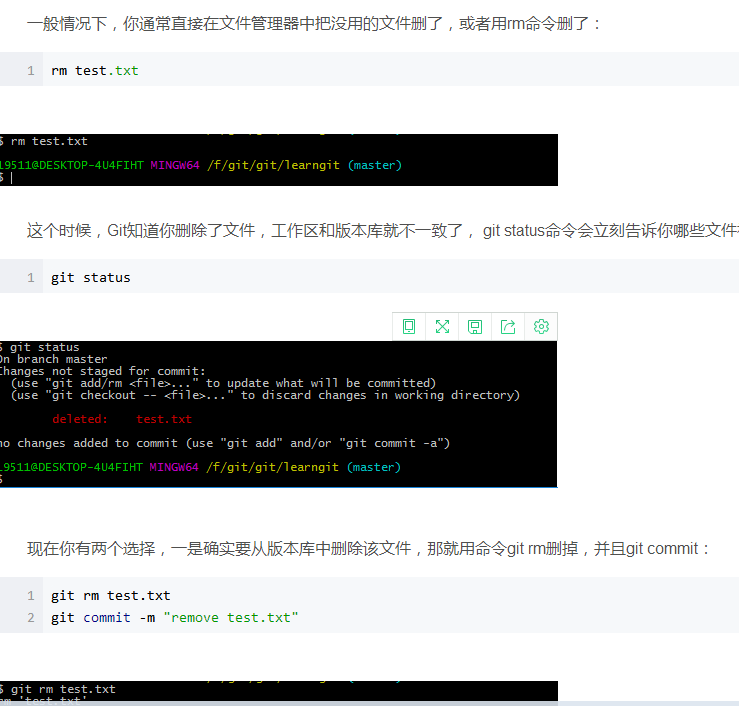 一般情况下，你通常直接在文件管理器中把没用的文件删了，或者用rm命令删了：
1 rm test.txt
$ rm test.txt
19511@DESKTOP-4U4FIHT MINGW64 /f/git/git/learngit (master)
$
这个时候，Git知道你删除了文件，工作区和版本库就不一致了， git status命令会立刻告诉你哪些文件
1 git status
$ git status
On branch master
Changes not staged for commit:
(use "git add/rm <file>..." to update what will be committed)
(use "git checkout -- <file>..." to discard changes in working directory)
deleted: test.txt
no changes added to commit (use "git add" and/or "git commit -a")
19511@DESKTOP-4U4FIHT MINGW64 /f/git/git/learngit (master)
$
现在你有两个选择，一是确实要从版本库中删除该文件，那就用命令git rm删掉，并且git commit：
1 git rm test.txt
2 git commit -m "remove test.txt"
$ git rm test.txt
rm 'test.txt'